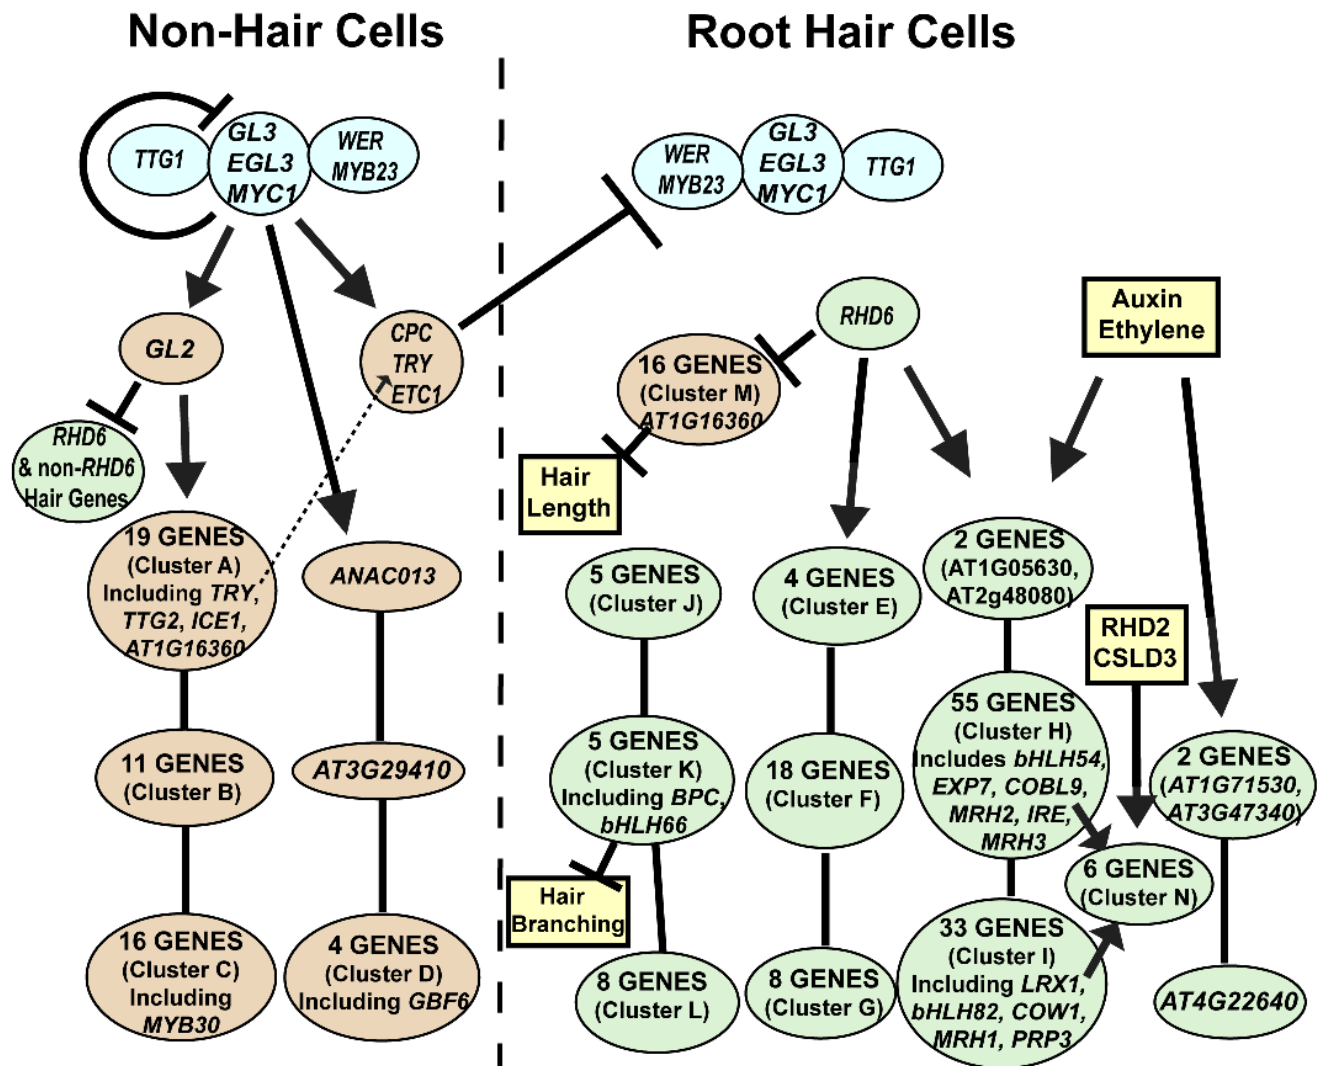 Non-Hair Cells
Root Hair Cells
TTG1
GL3
EGL3
MYC1
WER
MYB23
WER
MYB23
GL3
EGL3
MYC1
TTG1
GL2
CPC
TRY
ETC1
RHD6
& non-RHD6
Hair Genes
19 GENES
(Cluster A)
Including TRY,
TTG2, ICE1,
AT1G16360
11 GENES
(Cluster B)
16 GENES
(Cluster C)
Including
MYB30
ANAC013
AT3G29410
4 GENES
(Cluster D)
Including GBF6
RHD6
Auxin
Ethylene
16 GENES
(Cluster M)
AT1G16360
Hair
Length
5 GENES
(Cluster J)
5 GENES
(Cluster K)
Including BPC,
bHLH66
Hair
Branching
8 GENES
(Cluster L)
4 GENES
(Cluster E)
18 GENES
(Cluster F)
8 GENES
(Cluster G)
2 GENES
(AT1G05630,
AT2g48080)
RHD2
CSLD3
55 GENES
(Cluster H)
Includes bHLH54,
EXP7, COBL9,
MRH2, IRE,
MRH3
6 GENES
(Cluster N)
33 GENES
(Cluster I)
Including LRX1,
bHLH82, COW1,
MRH1, PRP3
2 GENES
(AT1G71530,
AT3G47340)
AT4G22640